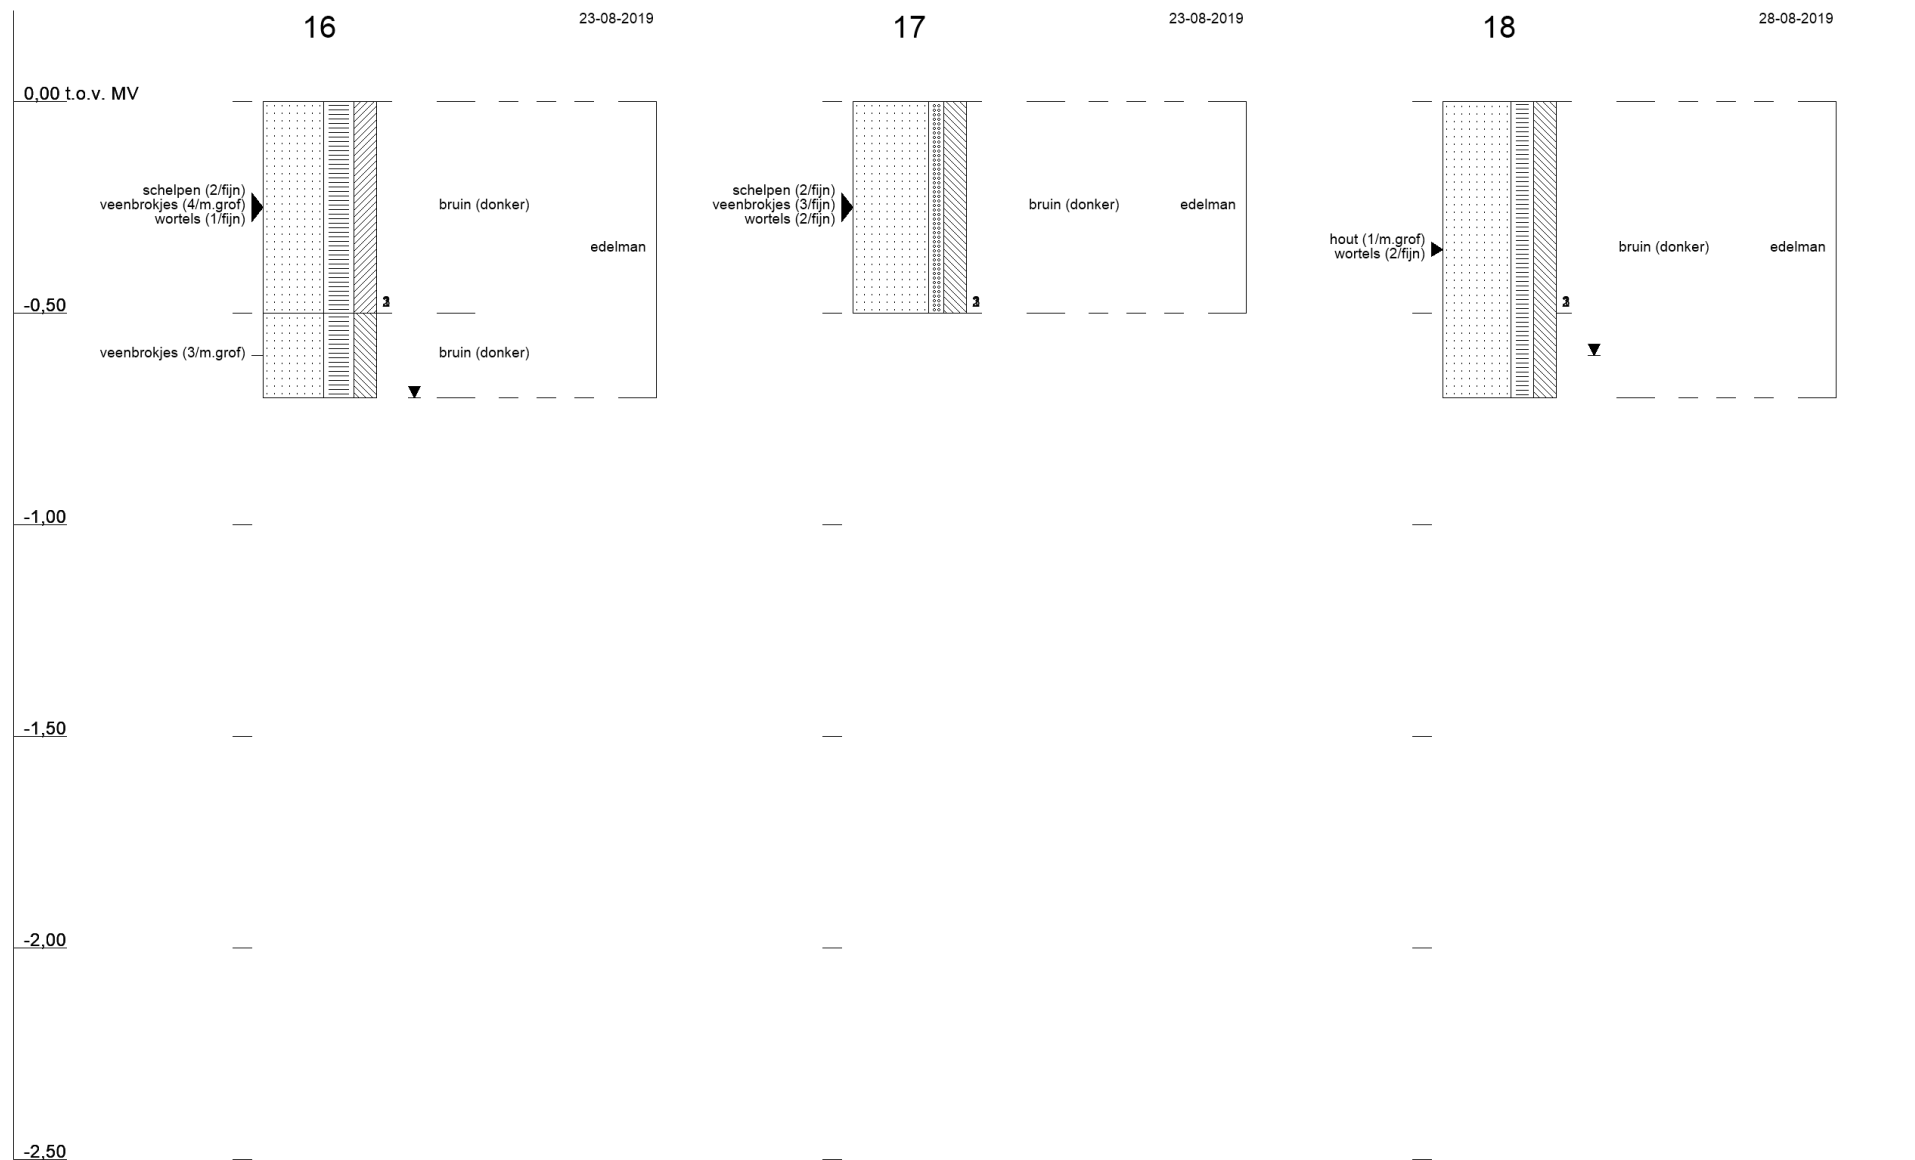 16
23-08-2019
17
23-08-2019
18
28-08-2019
0,00 t.o.v. MV
schelpen (2/fijn)
veenbrokjes (4/m.grof)
wortels (1/fijn)
bruin (donker)
edelman
veenbrokjes (3/m.grof)
bruin (donker)
schelpen (2/fijn)
veenbrokjes (3/fijn)
wortels (2/fijn)
bruin (donker)
edelman
hout (1/m.grof)
wortels (2/fijn)
bruin (donker)
edelman
-0,50
-1,00
-1,50
-2,00
-2,50